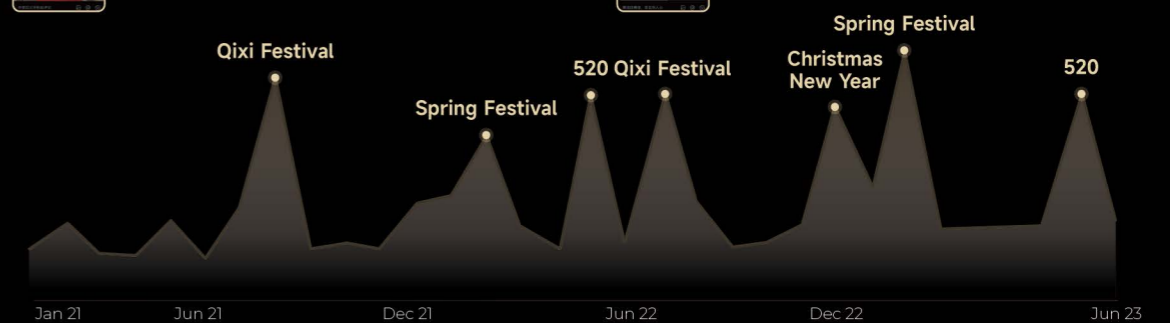 Spring Festival
Qixi Festival
Christmas
New Year
520 Qixi Festival
520
Spring Festival
Jan 21
Jun 21
Dec 21
Jun 22
Dec 22
Jun 23